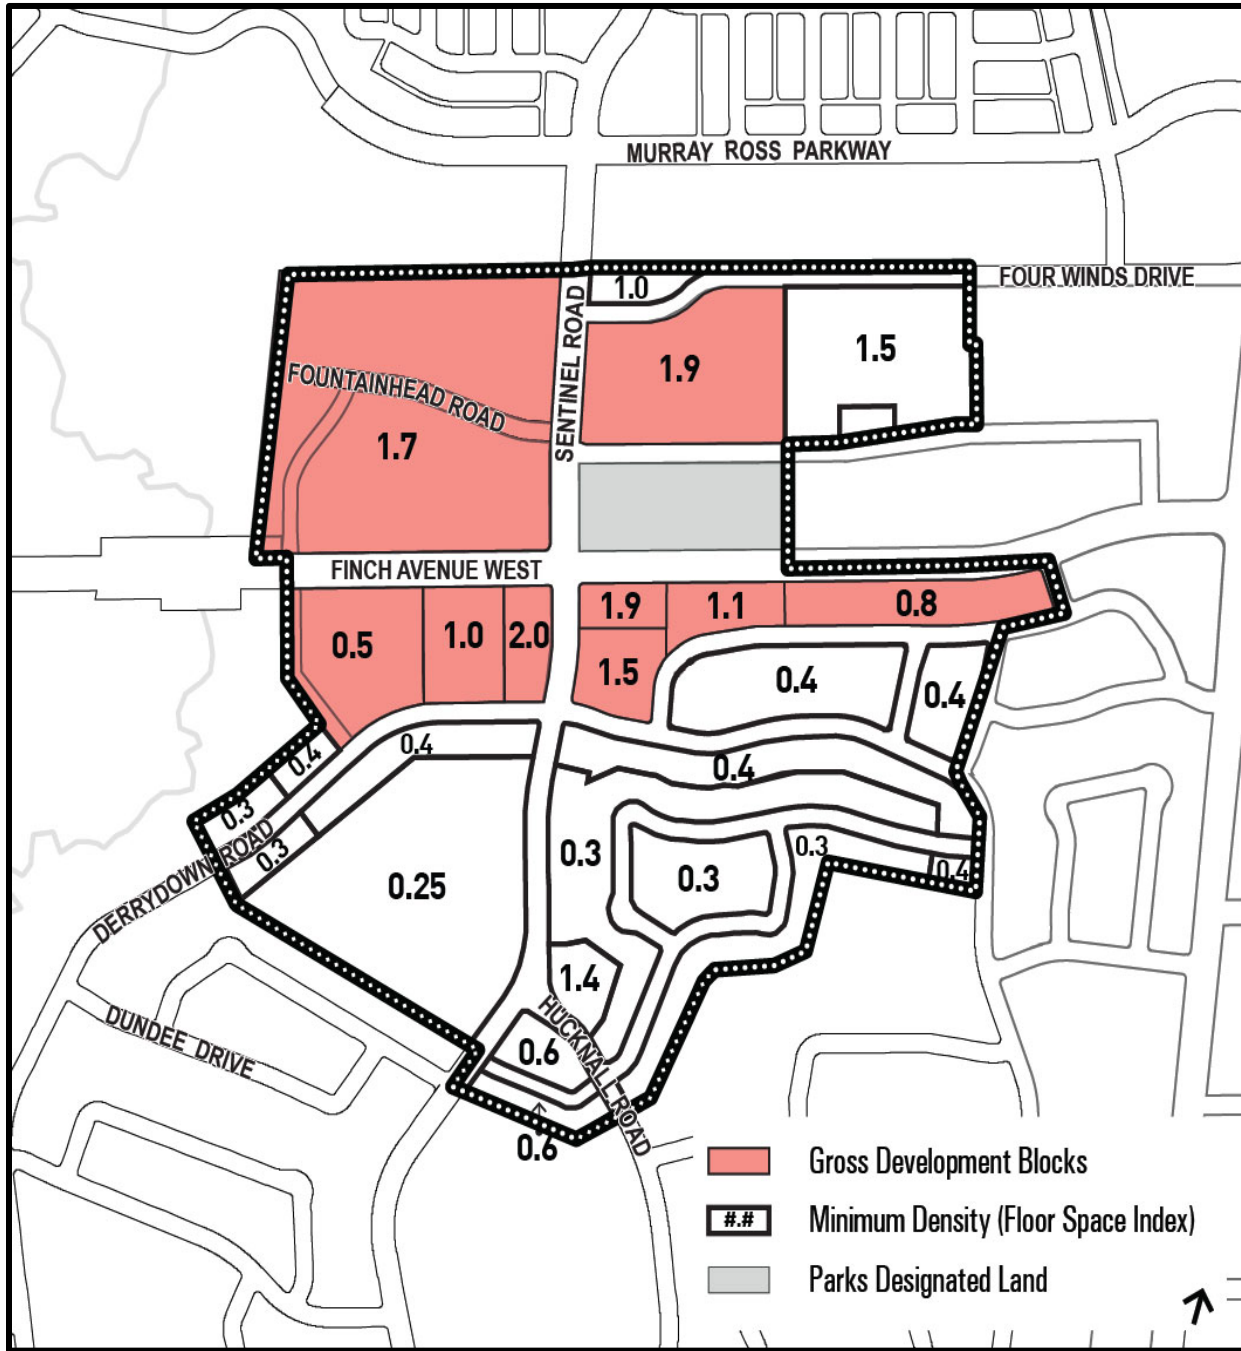 MURRAY ROSS PARKWAY
FOUR WINDS DRIVE
1.0
SENTINEL ROAD
1.9
1.5
FOUNTAINHEAD ROAD
1.7
FINCH AVENUE WEST
0.5
1.0
2.0
1.9
1.1
0.8
1.5
0.4
0.4
0.4
0.4
0.4
0.3
0.3
DERRYDOWN ROAD
0.25
0.3
0.3
0.3
0.4
1.4
HUCKNALL ROAD
0.6
0.6
DUNDEE DRIVE
Gross Development Blocks
#.# Minimum Density (Floor Space Index)
Parks Designated Land